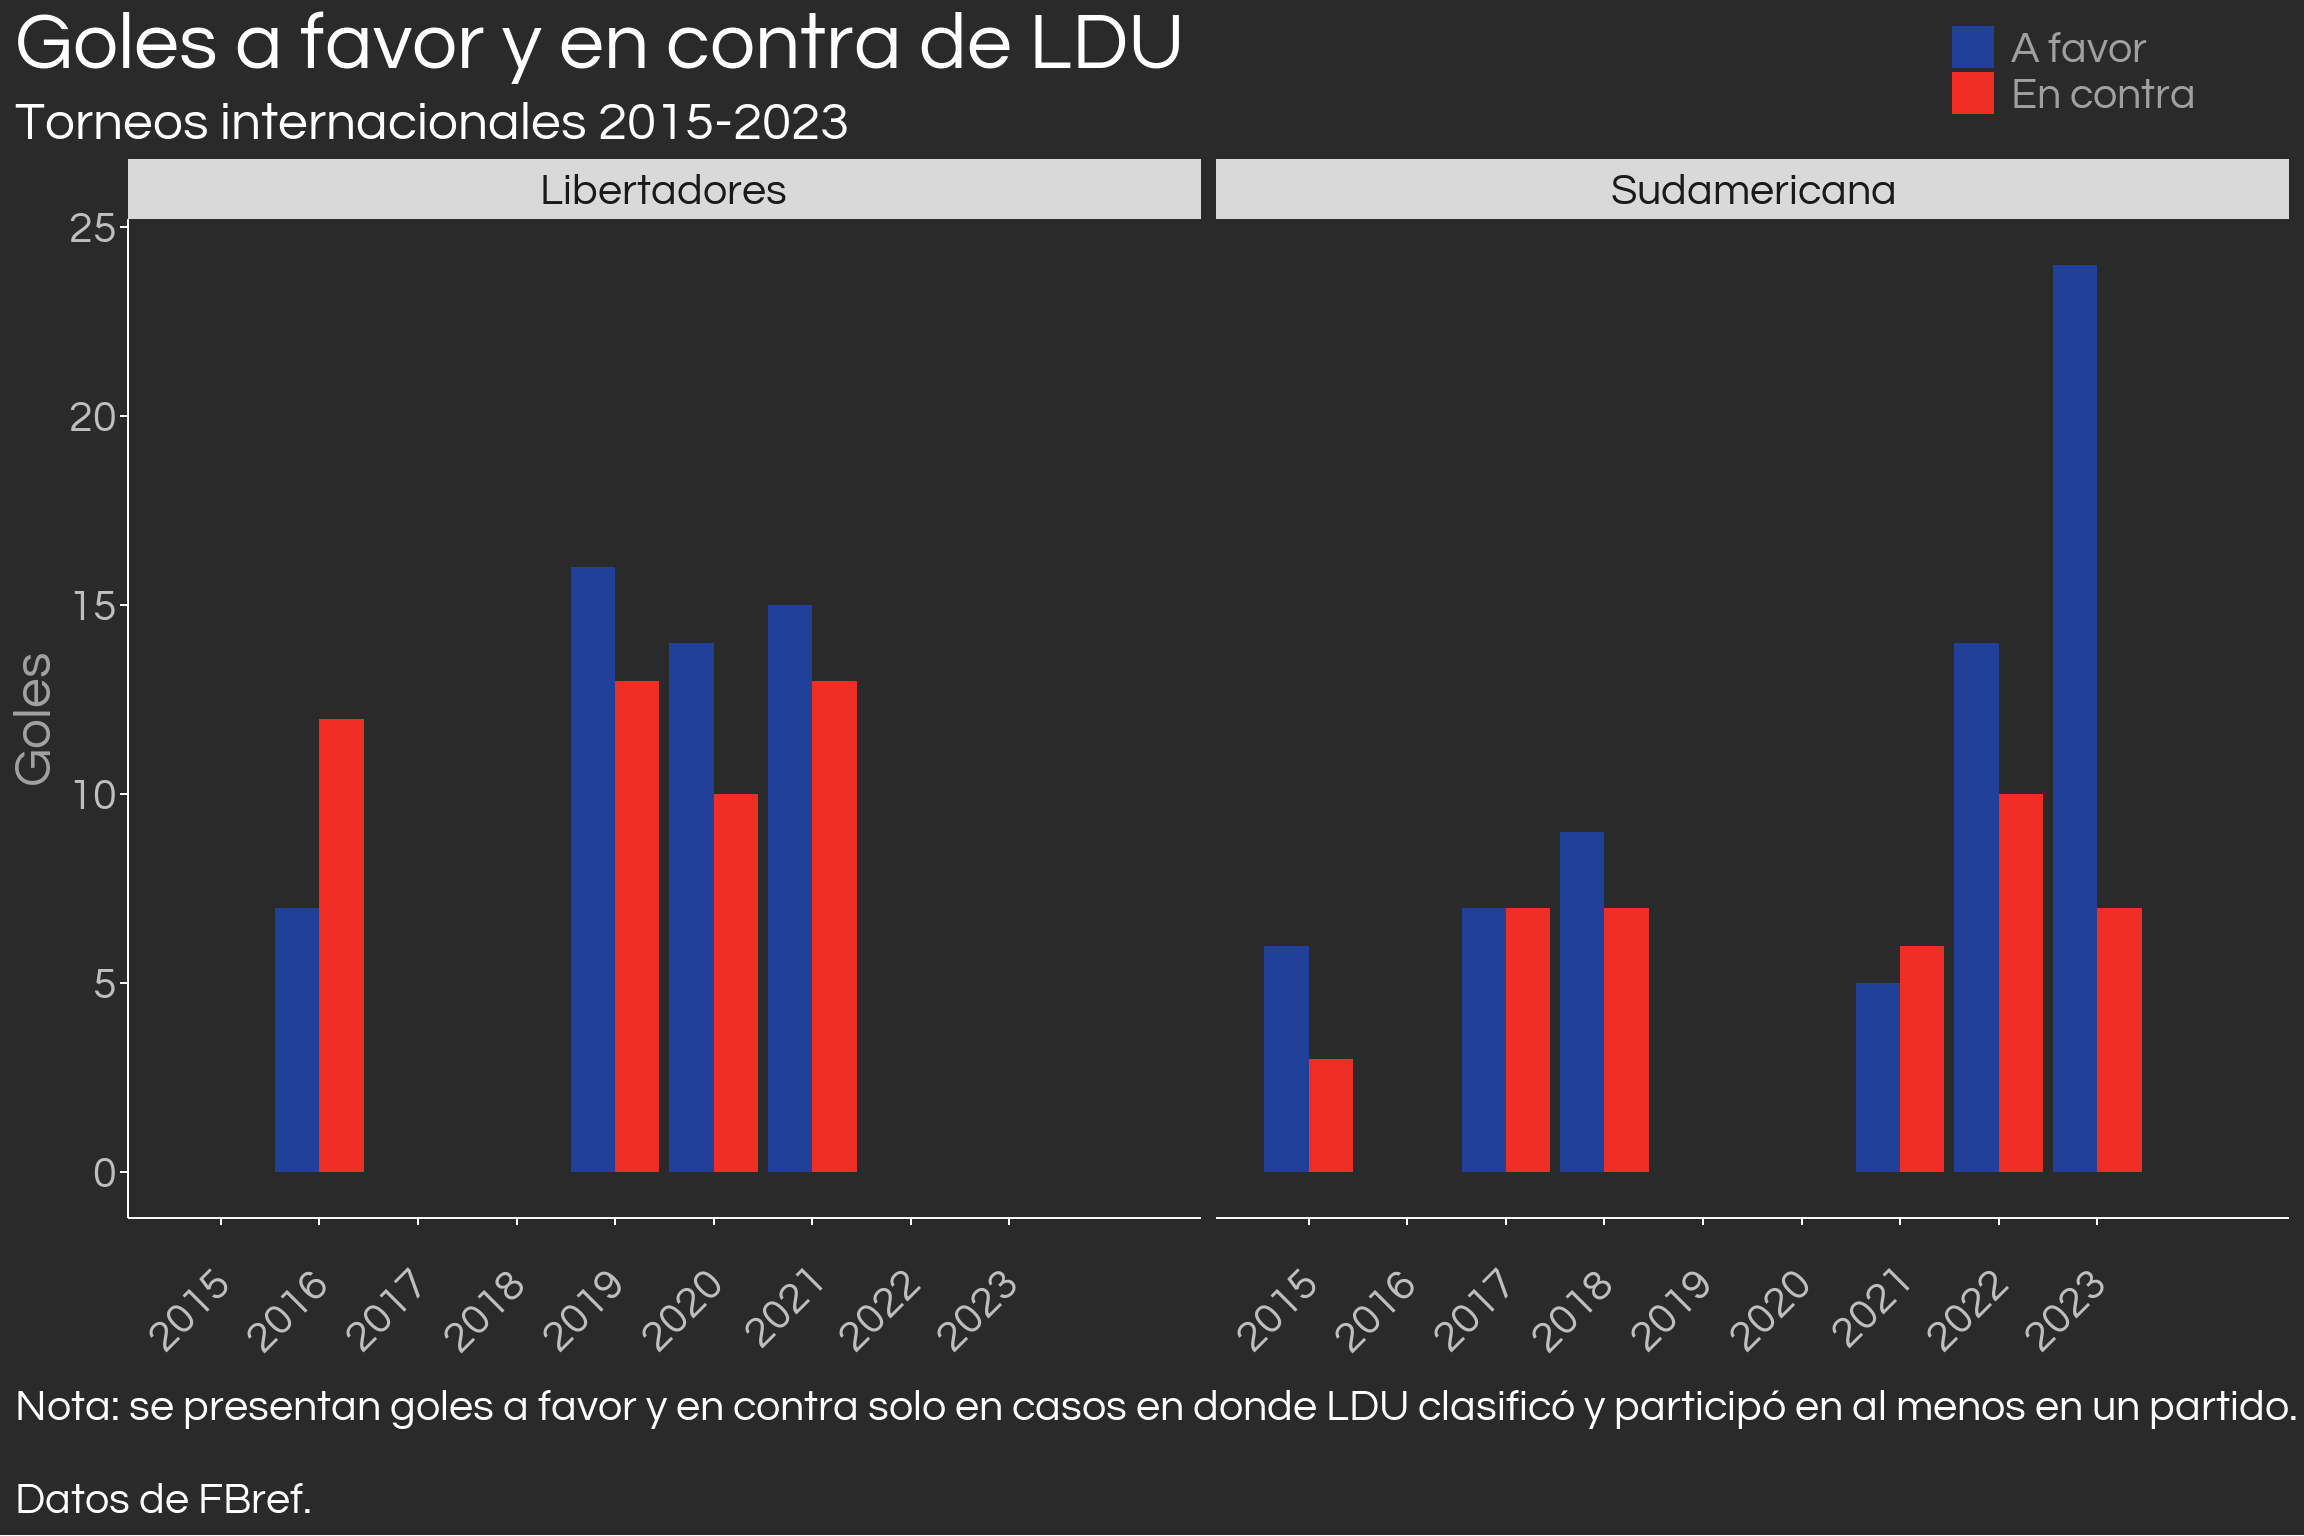 Goles a favor y en contra de LDU
Torneos internacionales 2015-2023
A favor
En contra
Libertadores
Sudamericana
Goles
25
20
15
10
5
0
2015 2016 2017 2018 2019 2020 2021 2022 2023
2015 2016 2017 2018 2019 2020 2021 2022 2023
Nota: se presentan goles a favor y en contra solo en casos en donde LDU clasificó y participó en al menos en un partido.
Datos de FBref.